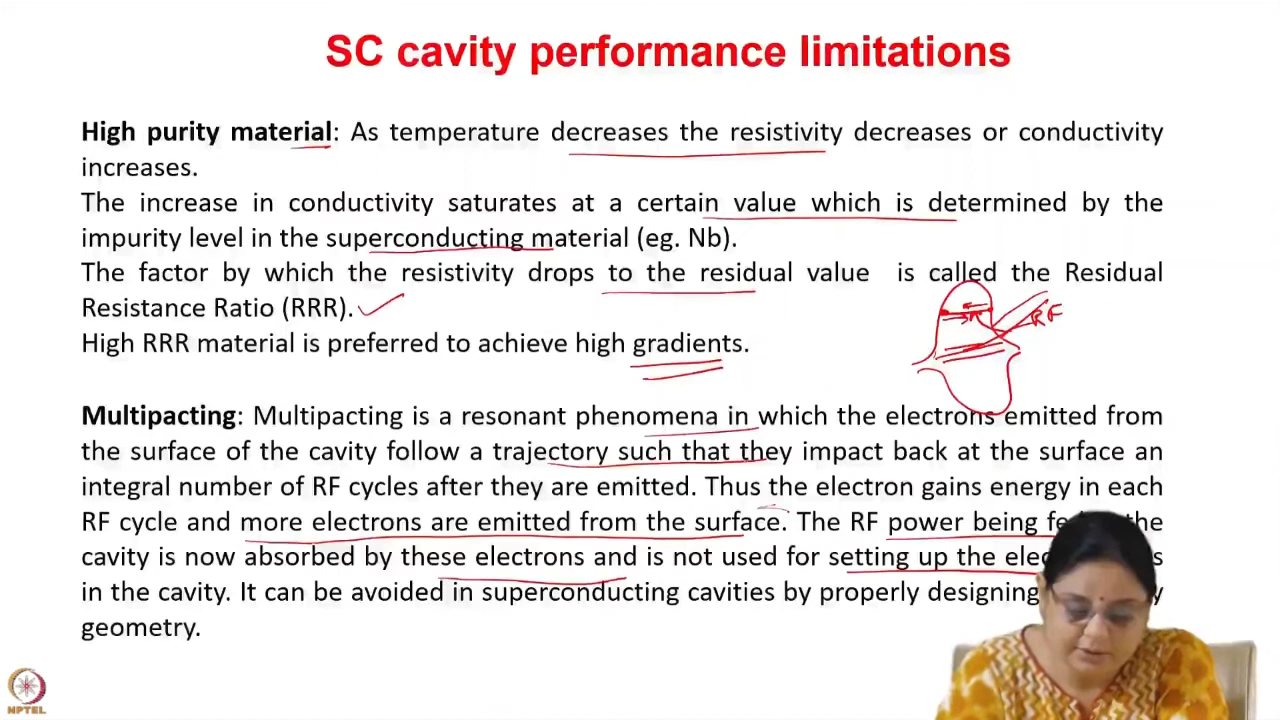 SC cavity performance limitations
High purity material: As temperature decreases the resistivity decreases or conductivity
increases.
The increase in conductivity saturates at a certain value which is determined by the
impurity level in the superconducting material (eg. Nb).
The factor by which the resistivity drops to the residual value is called the Residual
Resistance Ratio (RRR).
High RRR material is preferred to achieve high gradients.
RF
Multipacting: Multipacting is a resonant phenomena in which the electrons emitted from
the surface of the cavity follow a trajectory such that they impact back at the surface an
integral number of RF cycles after they are emitted. Thus the electron gains energy in each
RF cycle and more electrons are emitted from the surface. The RF power being the
cavity is now absorbed by these electrons and is not used for setting up the
in the cavity. It can be avoided in superconducting cavities by properly designing
geometry.
NPTEL